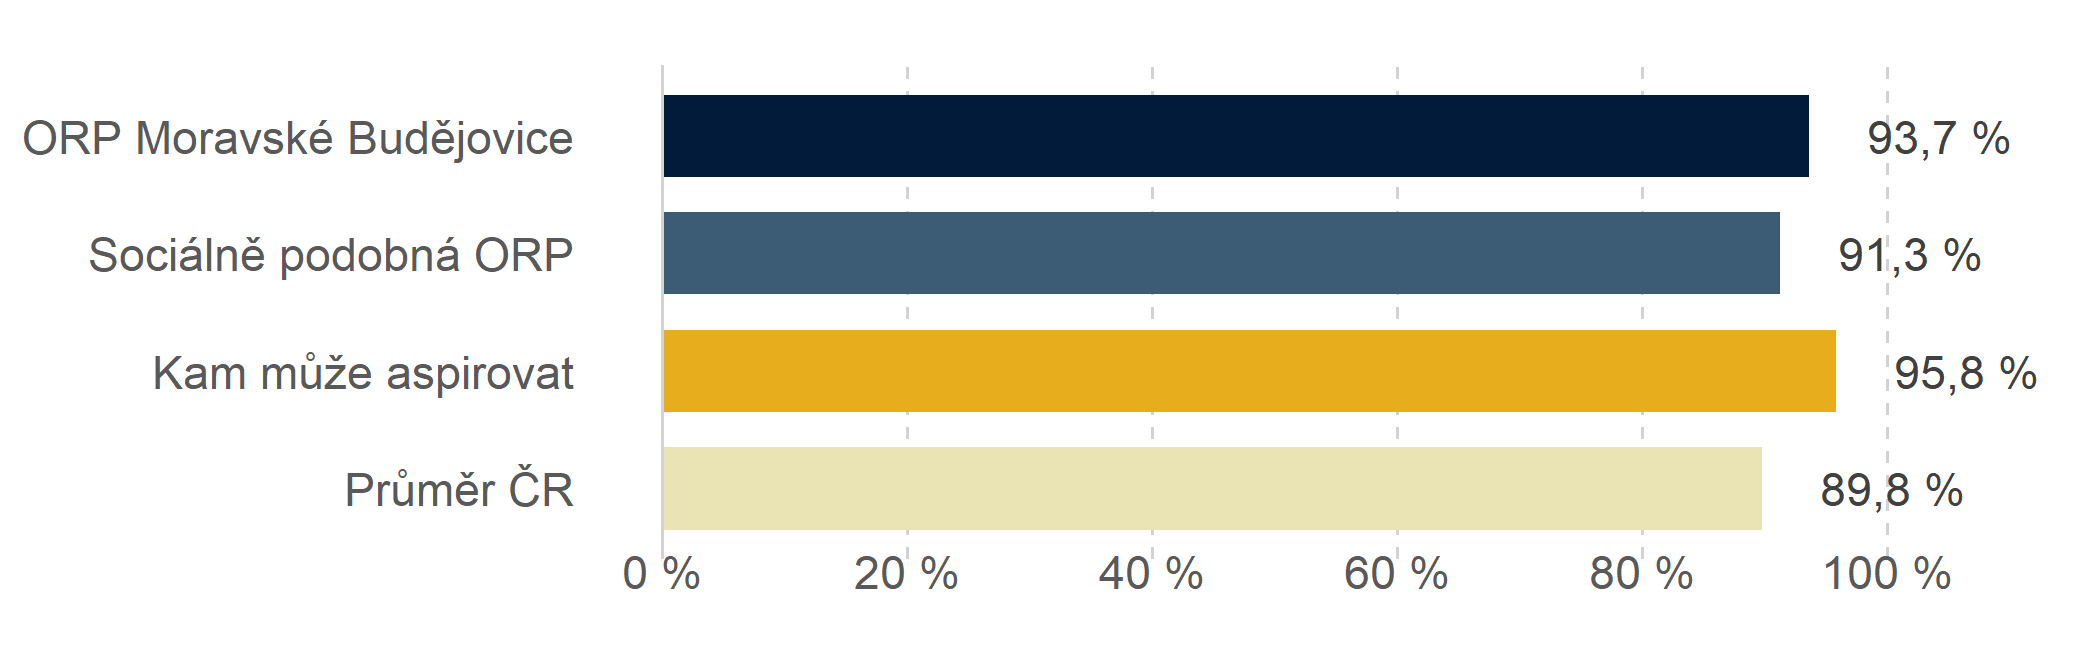 ORP Moravské Budějovice 93,7 %
Sociálně podobná ORP 91,3 %
Kam může aspirovat 95,8 %
Průměr ČR 89,8 %
0 % 20 % 40 % 60 % 80 % 100 %